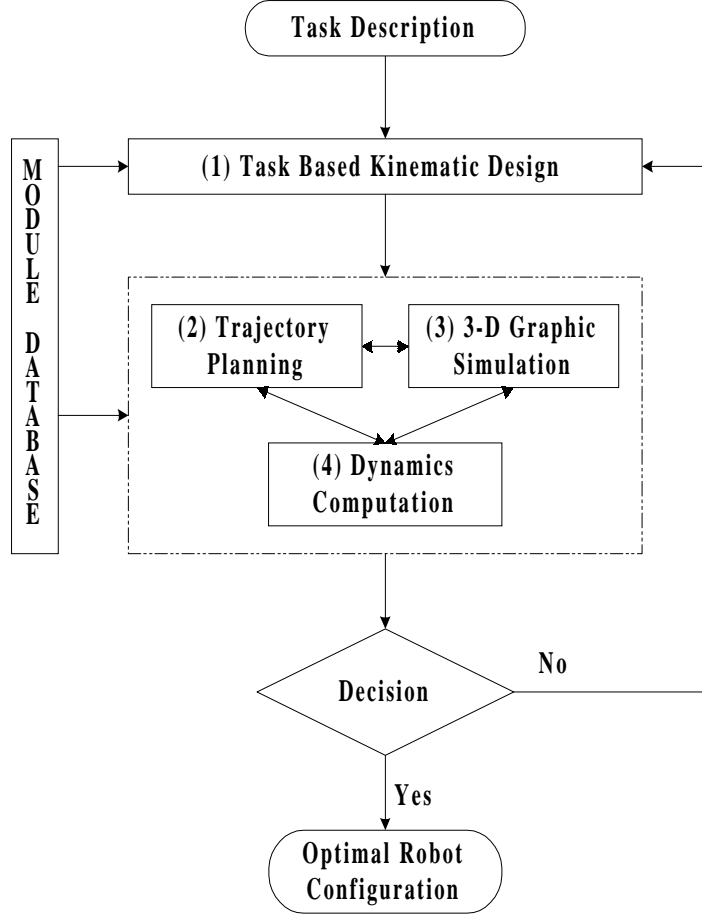 Task Description
(1) Task Based Kinematic Design
MODULE DATABASE
(2) Trajectory
Planning
(3) 3-D Graphic
Simulation
(4) Dynamics
Computation
Decision
No
Yes
Optimal Robot
Configuration